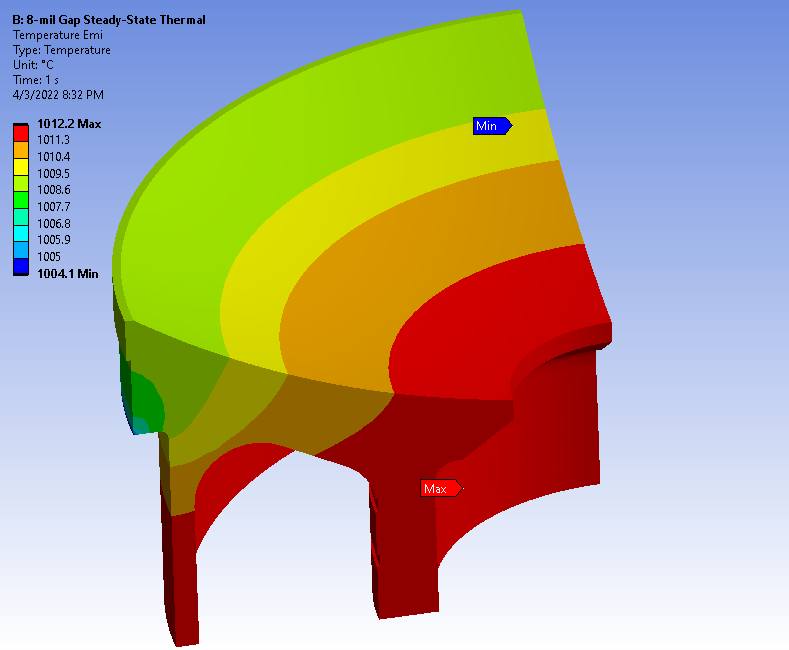 B: 8-mil Gap Steady-State Thermal
Temperature Emi
Type: Temperature
Unit: °C
Time: 1 s
4/3/2022 8:32 PM
1012.2 Max
1011.3
1010.4
1009.5
1008.6
1007.7
1006.8
1005.9
1005
1004.1 Min
Min
Max